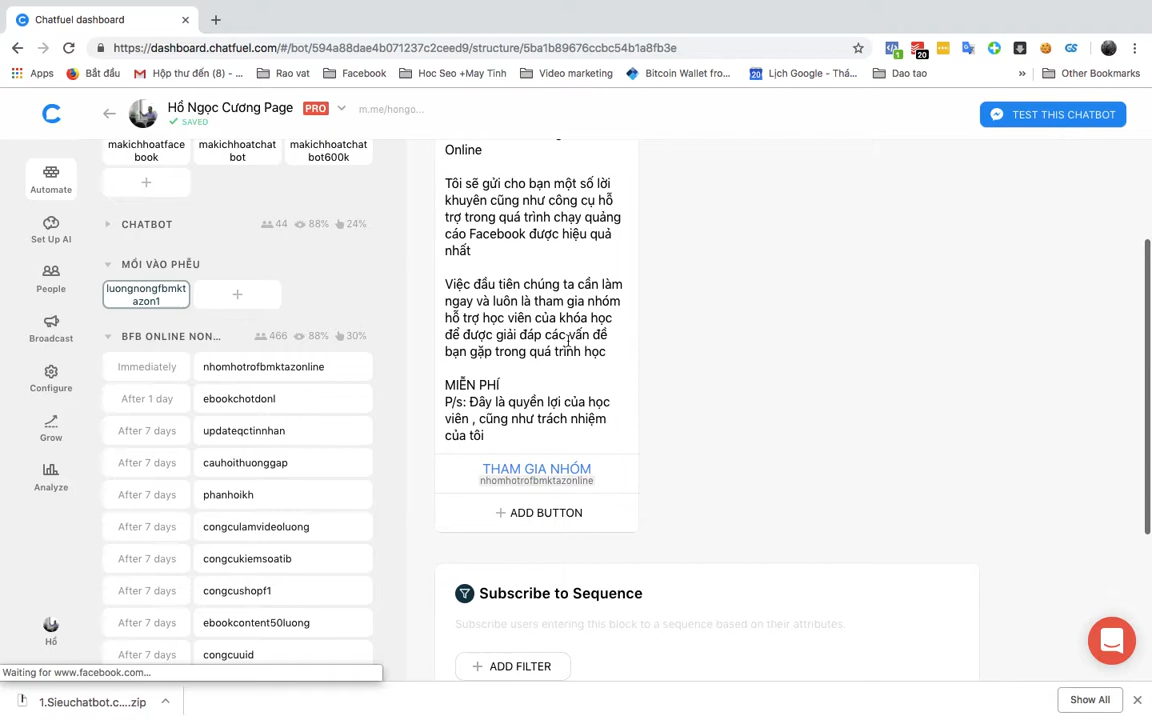 Chatfuel dashboard
https://dashboard.chatfuel.com/#/bot/594a88dae4b071237c2ceed9/structure/5ba1b89676ccbc54b1a8fb3e
1
20
Apps
Bắt đầu
Hộp thư đến (8) - ...
Rao vat
Facebook
Hoc Seo +May Tinh
Video marketing
Bitcoin Wallet fro...
20
Lịch Google - Thá...
Dao tao
»
Other Bookmarks
Hồ Ngọc Cương Page
PRO
m.me/hongo...
SAVED
TEST THIS CHATBOT
Automate
Set Up AI
People
Broadcast
Configure
Grow
Analyze
Hồ
makichhoatface
book
makichhoatchat
bot
makichhoatchat
bot600k
CHATBOT
44
88%
24%
MỒI VÀO PHỄU
luongnongfbmkt
azon1
BFB ONLINE NON...
466
88%
30%
Immediately
nhomhotrofbmktazonline
After 1 day
ebookchotdonl
After 7 days
updateqctinnhan
After 7 days
cauhoithuonggap
After 7 days
phanhoikh
After 7 days
congculamvideoluong
After 7 days
congcukiemsoatib
After 7 days
congcushopf1
After 7 days
ebookcontent50luong
After 7 days
congcuuid
Online
Tôi sẽ gửi cho bạn một số lời
khuyên cũng như công cụ hỗ
trợ trong quá trình chạy quảng
cáo Facebook được hiệu quả
nhất
Việc đầu tiên chúng ta cần làm
ngay và luôn là tham gia nhóm
hỗ trợ học viên của khóa học
để được giải đáp các vấn đề
bạn gặp trong quá trình học
MIỄN PHÍ
P/s: Đây là quyền lợi của học
viên , cũng như trách nhiệm
của tôi
THAM GIA NHÓM
nhomhotrofbmktazonline
ADD BUTTON
Subscribe to Sequence
Subscribe users entering this block to a sequence based on their attributes.
ADD FILTER
Waiting for www.facebook.com...
1.Sieuchatbot.c....zip
Show All